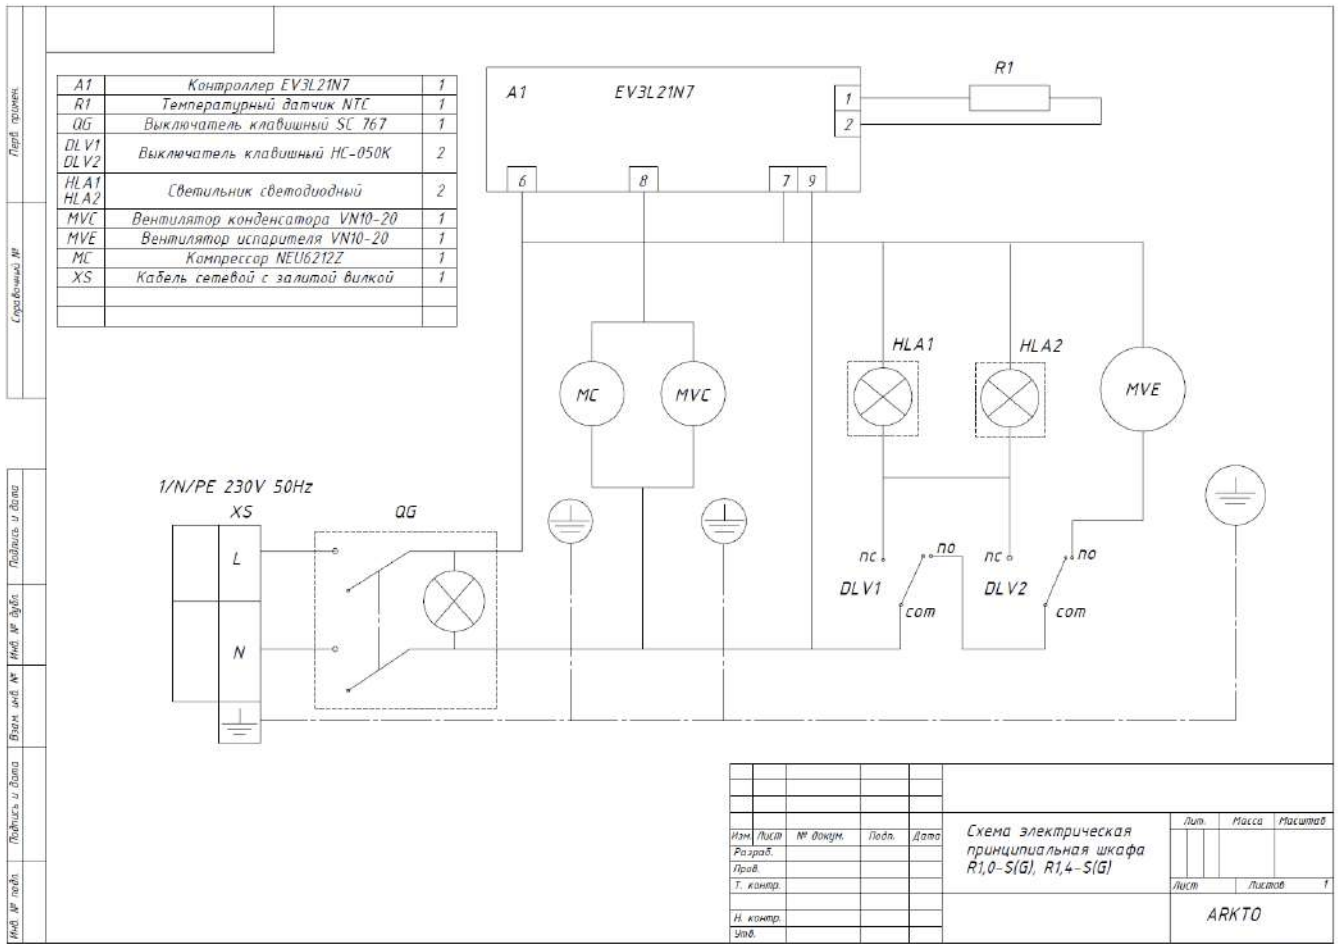 Перв. примен.
Справочный №
Подпись и дата
Инв. № дубл.
Взам. инв. №
Подпись и дата
Инв. № подл.
A1 Контроллер EV3L21N7 1
R1 Температурный датчик NTC 1
QG Выключатель клавишный SC 767 1
DLV1
DLV2 Выключатель клавишный НС-050К 2
HLA1
HLA2 Светильник светодиодный 2
MVC Вентилятор конденсатора VN10-20 1
MVE Вентилятор испарителя VN10-20 1
MC Компрессор NEU6212Z 1
XS Кабель сетевой с залитой вилкой 1
A1 EV3L21N7
1
2
R1
6 8 7 9
MC MVC
HLA1
HLA2
MVE
1/N/PE 230V 50Hz
XS QG
L
N
nc no
DLV1
com
nc no
DLV2
com
Изм. Лист № докум. Подп. Дата
Разраб.
Пров.
Т. контр.
Н. контр.
Утв.
Схема электрическая
принципиальная шкафа
R1,0-S(G), R1,4-S(G)
Лит. Масса Масштаб
Лист Листов 1
ARKTO